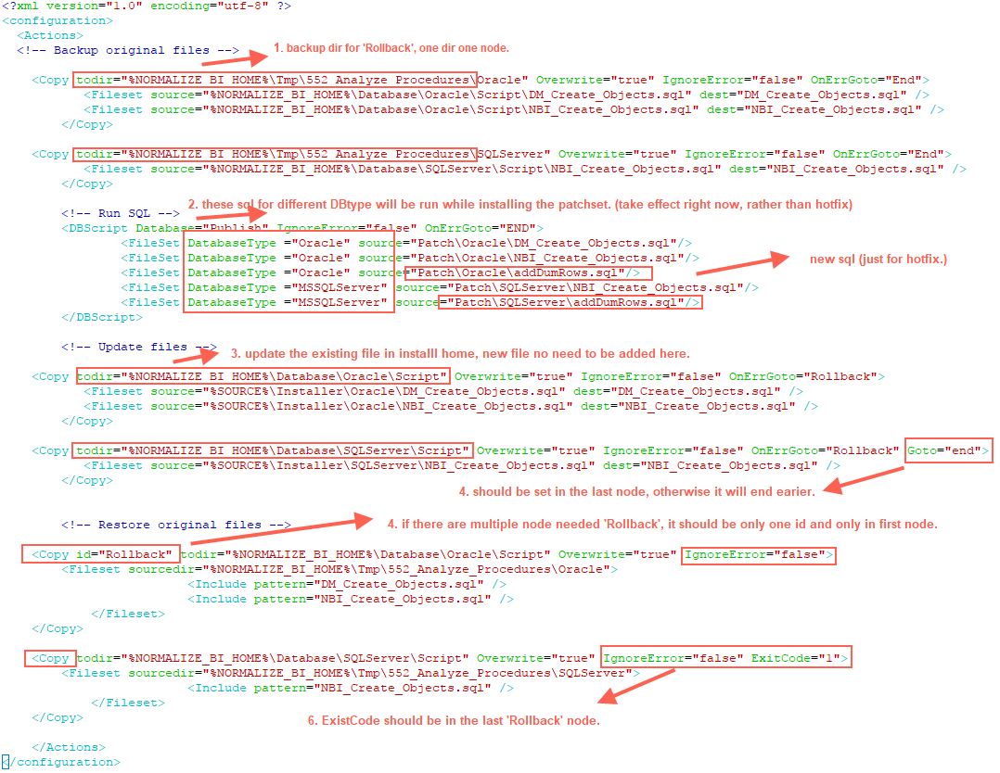 <?xml version="1.0" encoding="utf-8" ?>
<configuration>
<Actions>
<!-- Backup original files -->
1. backup dir for 'Rollback', one dir one node.
<Copy todir="%NORMALIZE_BI_HOME%\Tmp\552_Analyze_Procedures\Oracle" Overwrite="true" IgnoreError="false" OnErrGoto="End">
<Fileset source="%NORMALIZE_BI_HOME%\Database\Oracle\Script\DM_Create_Objects.sql" dest="DM_Create_Objects.sql" />
<Fileset source="%NORMALIZE_BI_HOME%\Database\Oracle\Script\NBI_Create_Objects.sql" dest="NBI_Create_Objects.sql" />
</Copy>
<Copy todir="%NORMALIZE_BI_HOME%\Tmp\552_Analyze_Procedures\SQLServer" Overwrite="true" IgnoreError="false" OnErrGoto="End">
<Fileset source="%NORMALIZE_BI_HOME%\Database\SQLServer\Script\NBI_Create_Objects.sql" dest="NBI_Create_Objects.sql" />
</Copy>
2. these sql for different DBtype will be run while installing the patchset. (take effect right now, rather than hotfix)
<!-- Run SQL -->
<DBScript Database="Publish" IgnoreError="false" OnErrGoto="END">
<FileSet DatabaseType ="Oracle" source="Patch\Oracle\DM_Create_Objects.sql"/>
<FileSet DatabaseType ="Oracle" source="Patch\Oracle\NBI_Create_Objects.sql"/>
new sql (just for hotfix.)
<FileSet DatabaseType ="Oracle" source="Patch\Oracle\addDumRows.sql"/>
<FileSet DatabaseType ="MSSQLServer" source="Patch\SQLServer\NBI_Create_Objects.sql"/>
<FileSet DatabaseType ="MSSQLServer" source="Patch\SQLServer\addDumRows.sql"/>
</DBScript>
<!-- Update files -->
3. update the existing file in installl home, new file no need to be added here.
<Copy todir="%NORMALIZE_BI_HOME%\Database\Oracle\Script" Overwrite="true" IgnoreError="false" OnErrGoto="Rollback">
<Fileset source="%SOURCE%\Installer\Oracle\DM_Create_Objects.sql" dest="DM_Create_Objects.sql" />
<Fileset source="%SOURCE%\Installer\Oracle\NBI_Create_Objects.sql" dest="NBI_Create_Objects.sql" />
</Copy>
<Copy todir="%NORMALIZE_BI_HOME%\Database\SQLServer\Script" Overwrite="true" IgnoreError="false" OnErrGoto="Rollback" Goto="end">
<Fileset source="%SOURCE%\Installer\SQLServer\NBI_Create_Objects.sql" dest="NBI_Create_Objects.sql" />
</Copy>
4. should be set in the last node, otherwise it will end earier.
<!-- Restore original files -->
4. if there are multiple node needed 'Rollback', it should be only one id and only in first node.
<Copy id="Rollback" todir="%NORMALIZE_BI_HOME%\Database\Oracle\Script" Overwrite="true" IgnoreError="false">
<Fileset sourcedir="%NORMALIZE_BI_HOME%\Tmp\552_Analyze_Procedures\Oracle">
<Include pattern="DM_Create_Objects.sql" />
<Include pattern="NBI_Create_Objects.sql" />
</Fileset>
</Copy>
<Copy todir="%NORMALIZE_BI_HOME%\Database\SQLServer\Script" Overwrite="true" IgnoreError="false" ExitCode="1">
<Fileset sourcedir="%NORMALIZE_BI_HOME%\Tmp\552_Analyze_Procedures\SQLServer">
<Include pattern="NBI_Create_Objects.sql" />
</Fileset>
</Copy>
6. ExistCode should be in the last 'Rollback' node.
</Actions>
</configuration>